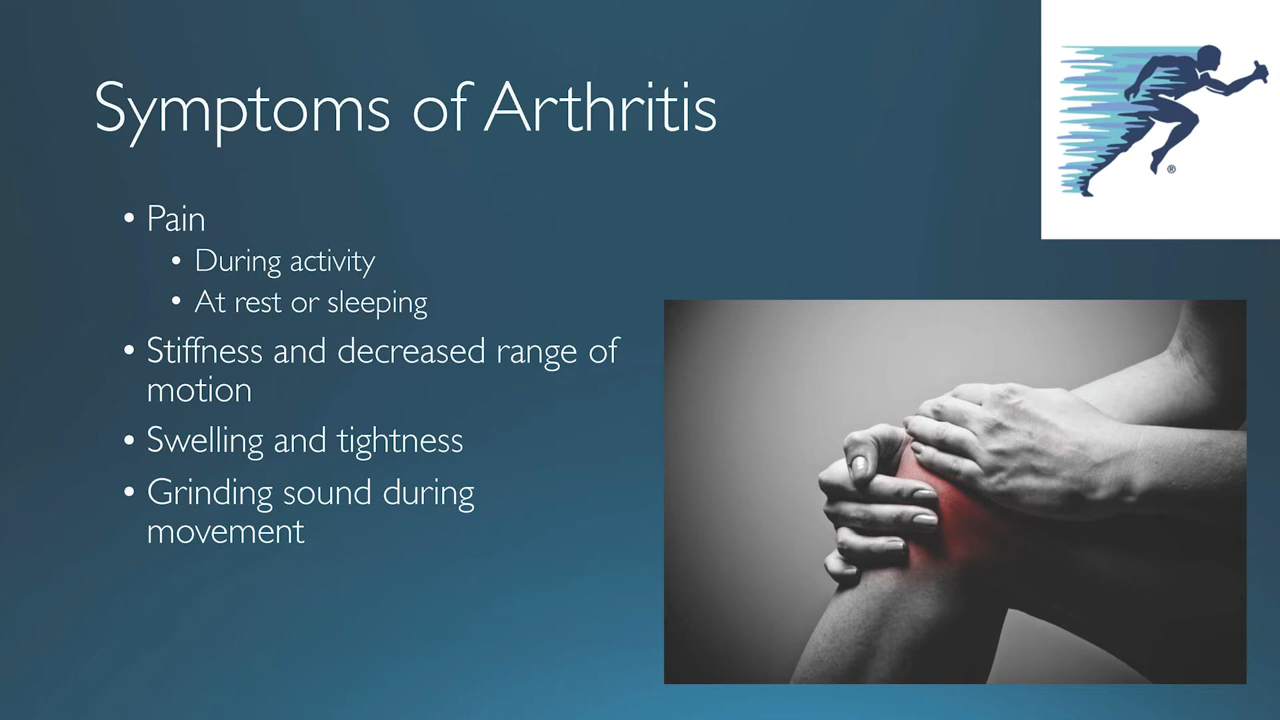 Symptoms of Arthritis
• Pain
• During activity
• At rest or sleeping
• Stiffness and decreased range of
motion
• Swelling and tightness
• Grinding sound during
movement
®